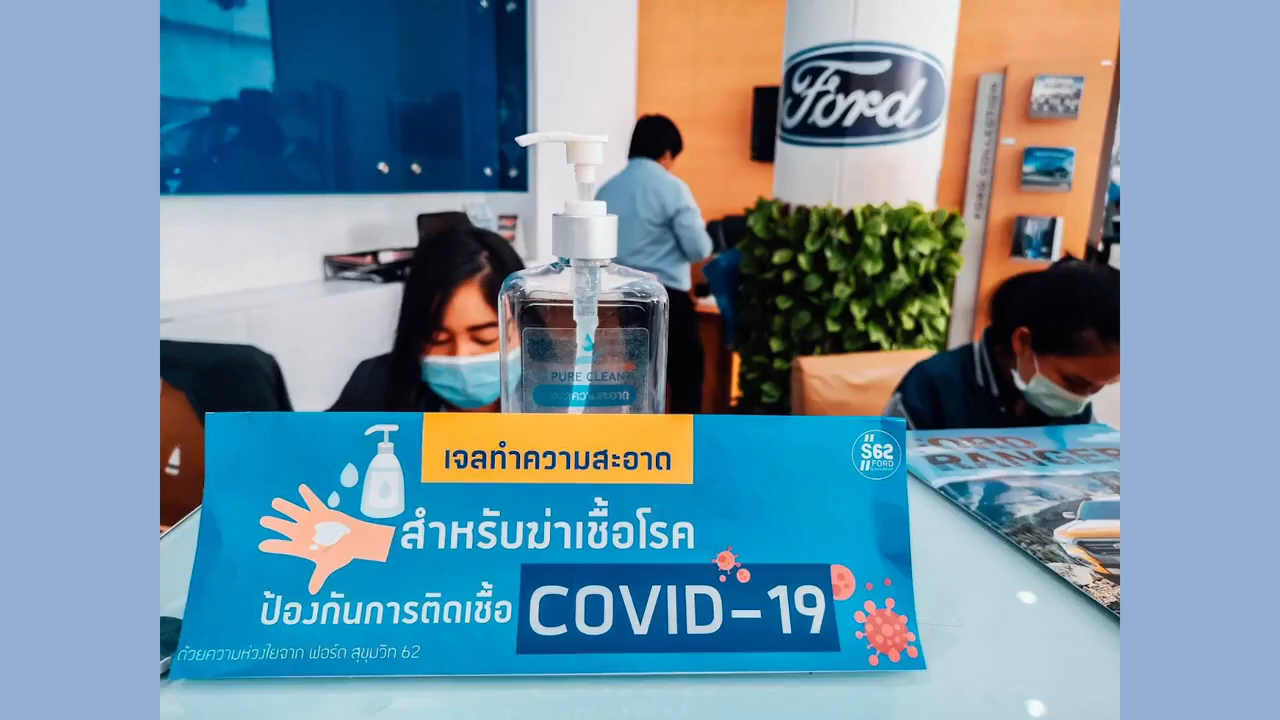 Ford
FORD COLLECTION
PURE CLEAN
เจลทำความสะอาด
S62
FORD
สำหรับฆ่าเชื้อโรค
ป้องกันการติดเชื้อ COVID-19
ด้วยความห่วงใยจาก ฟอร์ด สุขุมวิท 62
FORD
RANGER